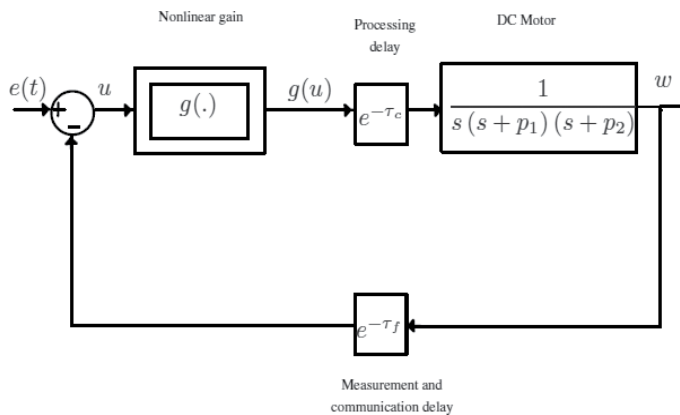 Nonlinear gain
Processing
delay
DC Motor
e(t)
+
-
u
g(.)
g(u)
e^{-τ_c}
1
s (s + p_1) (s + p_2)
w
e^{-τ_f}
Measurement and
communication delay